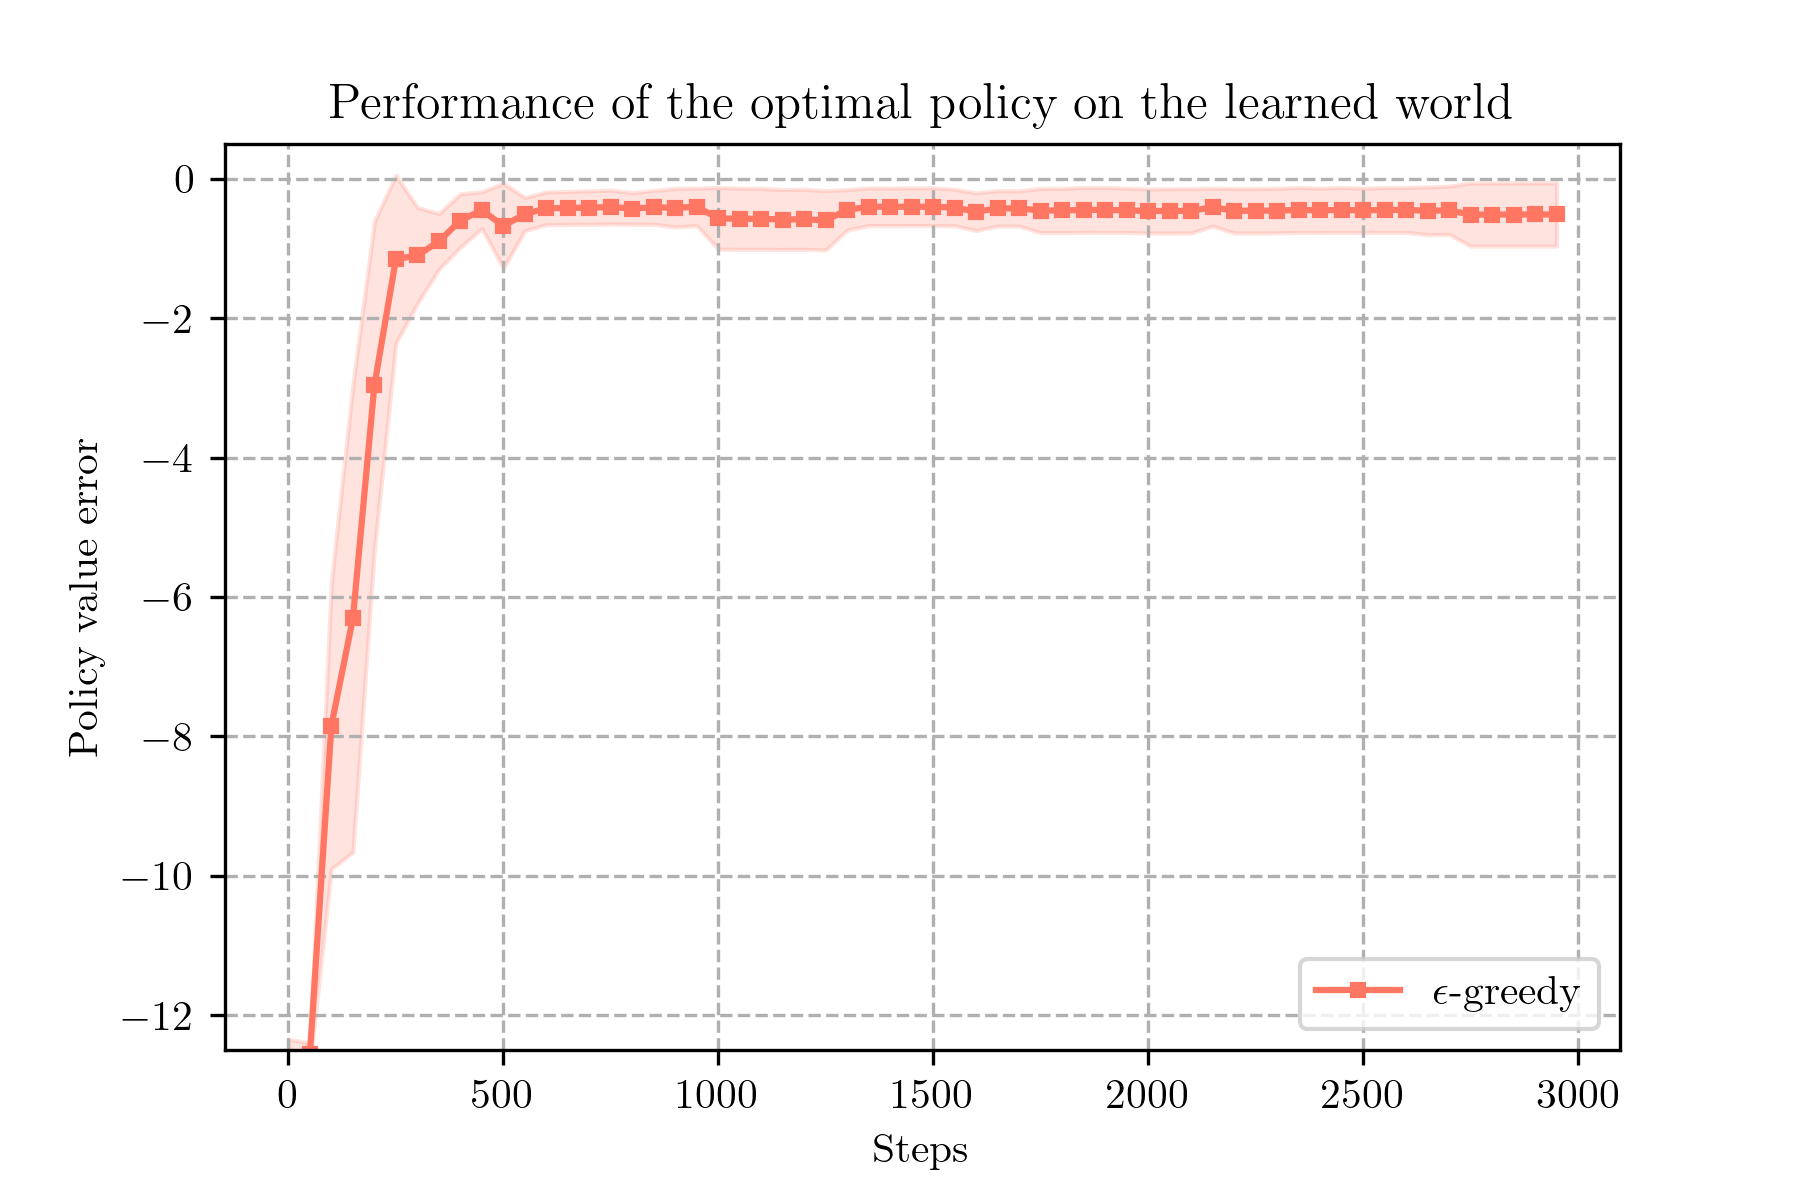 Performance of the optimal policy on the learned world
Policy value error
0
−2
−4
−6
−8
−10
−12
0 500 1000 1500 2000 2500 3000
Steps
ϵ-greedy